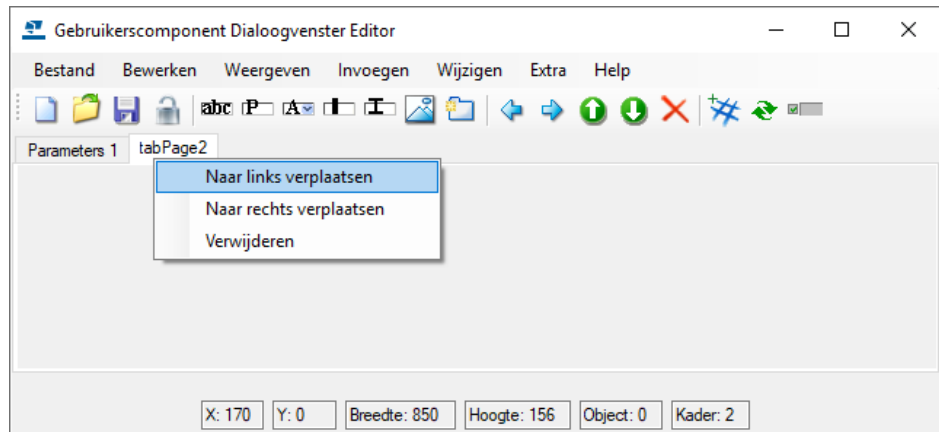 Gebruikerscomponent Dialoogvenster Editor
Bestand Bewerken Weergeven Invoegen Wijzigen Extra Help
abc P A
Parameters 1 tabPage2
Naar links verplaatsen
Naar rechts verplaatsen
Verwijderen
X: 170 Y: 0 Breedte: 850 Hoogte: 156 Object: 0 Kader: 2